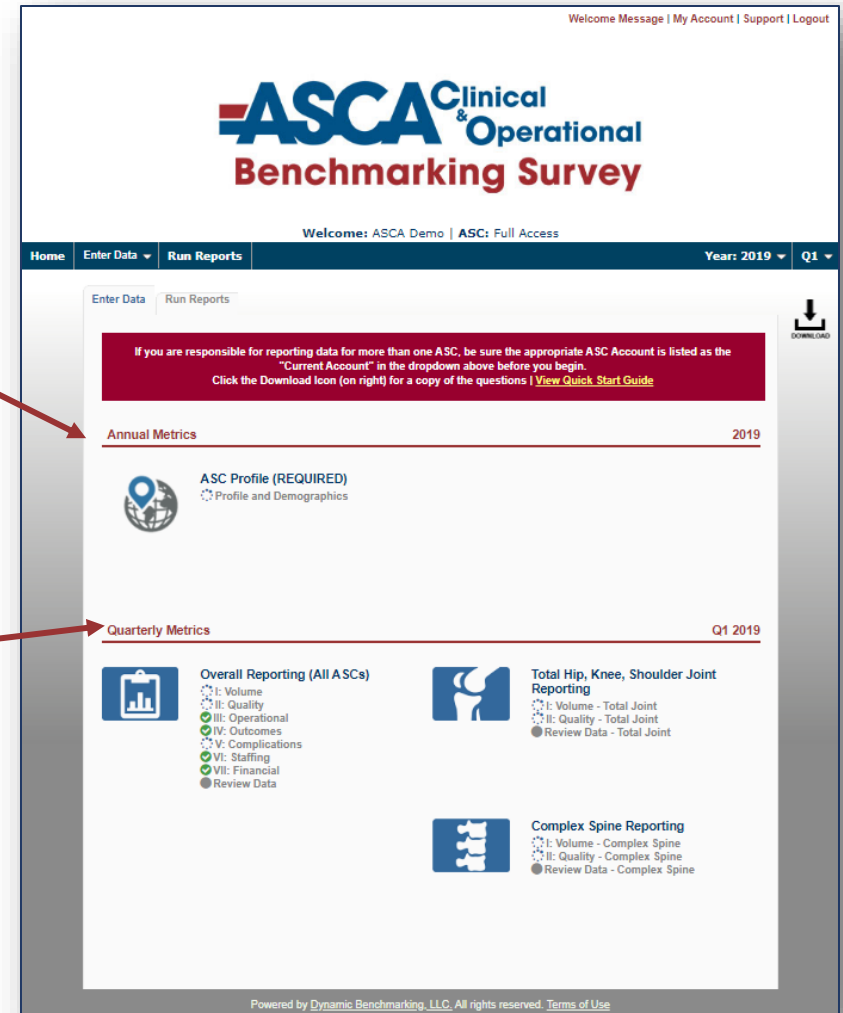 Welcome Message | My Account | Support | Logout
ASCA Clinical
& Operational
Benchmarking Survey
Welcome: ASCA Demo | ASC: Full Access
Home Enter Data Run Reports Year: 2019 Q1
Enter Data Run Reports
DOWNLOAD
If you are responsible for reporting data for more than one ASC, be sure the appropriate ASC Account is listed as the
"Current Account" in the dropdown above before you begin.
Click the Download Icon (on right) for a copy of the questions | View Quick Start Guide
Annual Metrics 2019
ASC Profile (REQUIRED)
Profile and Demographics
Quarterly Metrics Q1 2019
Overall Reporting (All ASCs)
I: Volume
II: Quality
III: Operational
IV: Outcomes
V: Complications
VI: Staffing
VII: Financial
Review Data
Total Hip, Knee, Shoulder Joint
Reporting
I: Volume - Total Joint
II: Quality - Total Joint
Review Data - Total Joint
Complex Spine Reporting
I: Volume - Complex Spine
II: Quality - Complex Spine
Review Data - Complex Spine
Powered by Dynamic Benchmarking, LLC. All rights reserved. Terms of Use